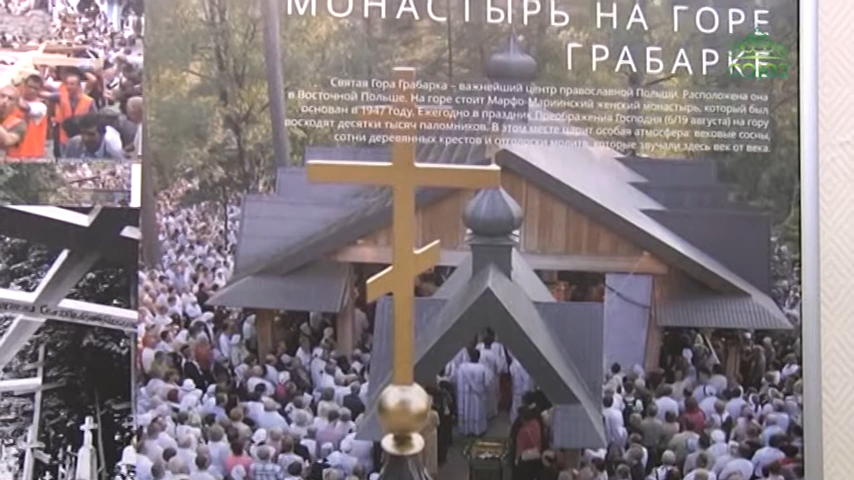 МОНАСТЫРЬ НА ГОРЕ
ГРАБАРКЕ
Святая Гора Грабарка – важнейший центр православной Польши. Расположена она
в Восточной Польше. На горе стоит Марфо-Мариинский женский монастырь, который был
основан в 1947 году. Ежегодно в праздник Преображения Господня (6/19 августа) на гору
восходят десятки тысяч паломников. В этом месте царит особая атмосфера: вековые сосны,
сотни деревянных крестов и отголоски молитв, которые звучали здесь век от века.